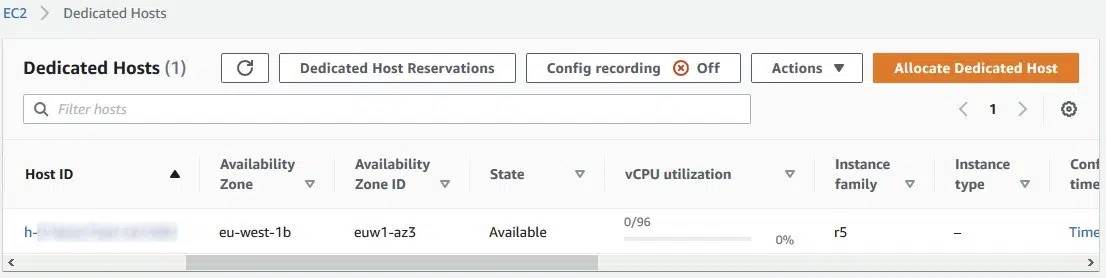 EC2 > Dedicated Hosts
Dedicated Hosts (1) Dedicated Host Reservations Config recording Off Actions Allocate Dedicated Host
Filter hosts 1
Host ID Availability Zone Availability Zone ID State vCPU utilization Instance family Instance type Conf time
h- eu-west-1b euw1-az3 Available 0/96 0% r5 – Time